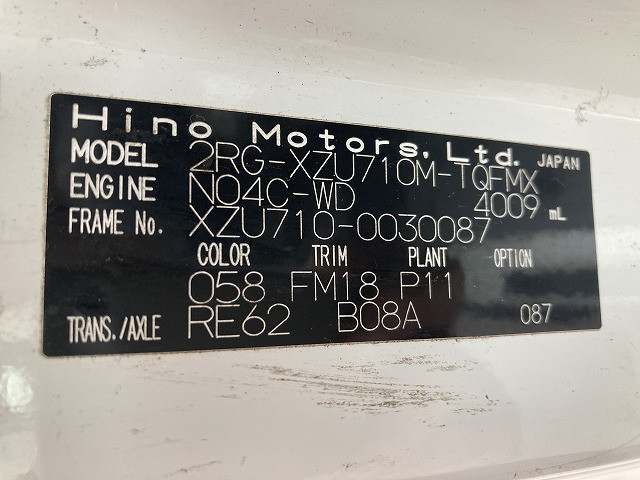 Hino Motors, Ltd. JAPAN
MODEL 2RG-XZU710M-TQFMX
ENGINE N04C-WD 4009 mL
FRAME No. XZU710-0030087
COLOR TRIM PLANT OPTION
058 FM18 P11
TRANS./AXLE RE62 B08A 087